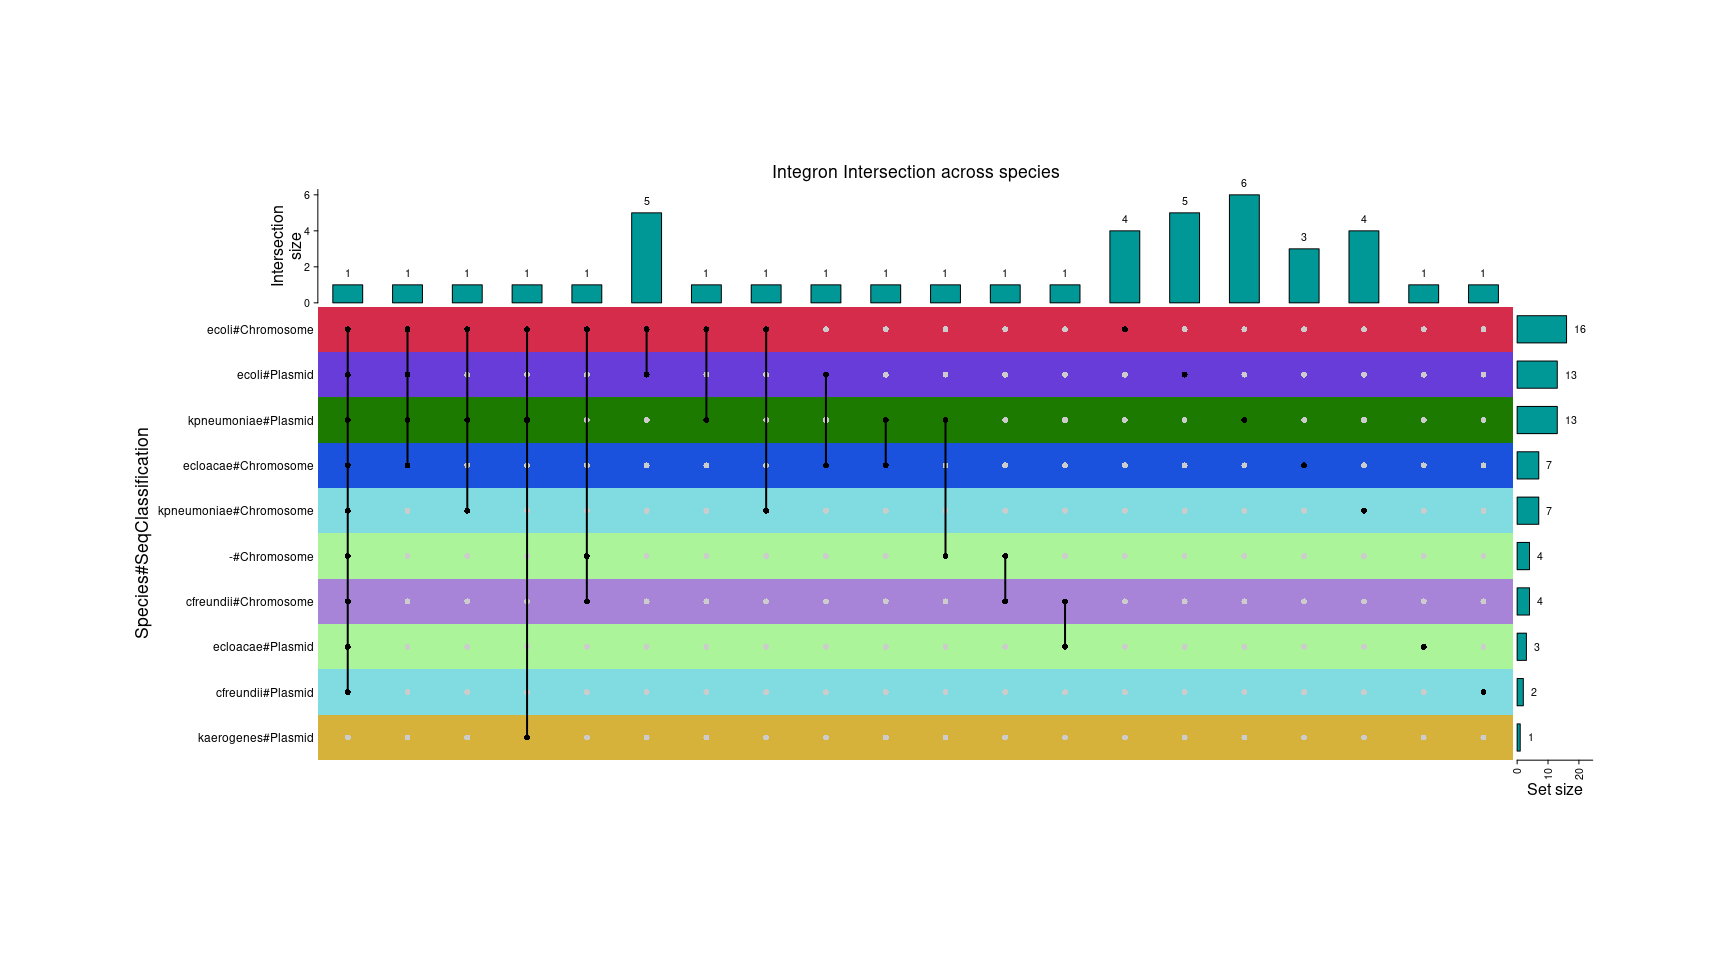 Integron Intersection across species
Intersection
size
6
4
2
0
1 1 1 1 1 5 1 1 1 1 1 1 1 4 5 6 3 4 1 1
Species#SeqClassification
ecoli#Chromosome 16
ecoli#Plasmid 13
kpneumoniae#Plasmid 13
ecloacae#Chromosome 7
kpneumoniae#Chromosome 7
-#Chromosome 4
cfreundii#Chromosome 4
ecloacae#Plasmid 3
cfreundii#Plasmid 2
kaerogenes#Plasmid 1
0 10 20
Set size